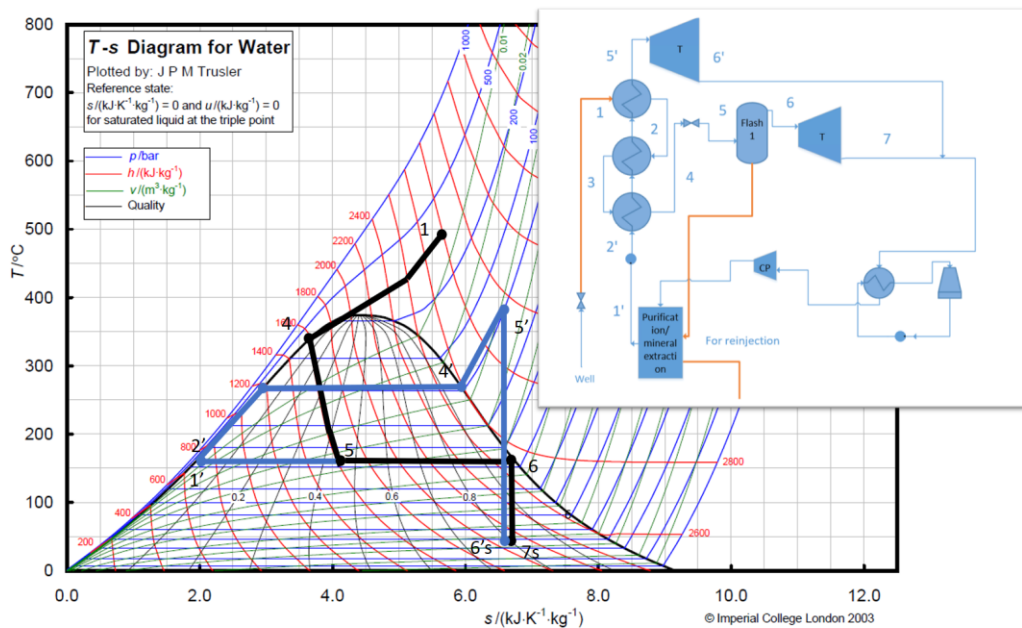 800
700
600
500
400
300
200
100
0
T/°C
T-s Diagram for Water
Plotted by: J P M Trusler
Reference state:
s/(kJ·K⁻¹·kg⁻¹) = 0 and u/(kJ·kg⁻¹) = 0
for saturated liquid at the triple point
p/bar
h/(kJ·kg⁻¹)
v/(m³·kg⁻¹)
Quality
1000
500
200
100
0.01
0.02
2400
2200
2000
1800
1600
1400
1200
1000
800
600
400
200
2800
2600
0.2
0.4
0.6
0.8
1
4
4'
5'
5
6
2'
1'
6's
7s
5'
T
6'
1
2
3
4
5
Flash
1
6
T
7
2'
1'
CP
Purificat
ion/
mineral
extracti
on
For reinjection
Well
0.0
2.0
4.0
6.0
8.0
10.0
12.0
s/(kJ·K⁻¹·kg⁻¹)
© Imperial College London 2003